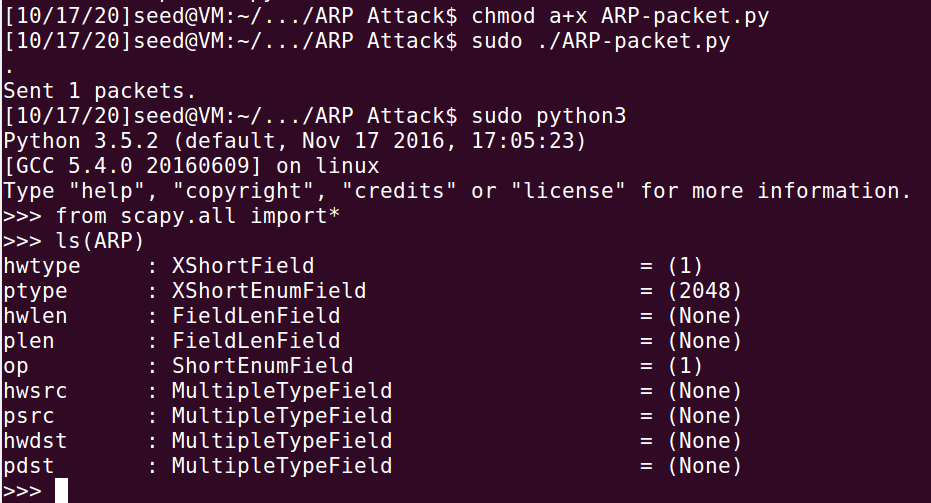 [10/17/20]seed@VM:~/.../ARP Attack$ chmod a+x ARP-packet.py
[10/17/20]seed@VM:~/.../ARP Attack$ sudo ./ARP-packet.py
.
Sent 1 packets.
[10/17/20]seed@VM:~/.../ARP Attack$ sudo python3
Python 3.5.2 (default, Nov 17 2016, 17:05:23)
[GCC 5.4.0 20160609] on linux
Type "help", "copyright", "credits" or "license" for more information.
>>> from scapy.all import*
>>> ls(ARP)
hwtype     : XShortField                         = (1)
ptype      : XShortEnumField                     = (2048)
hwlen      : FieldLenField                       = (None)
plen       : FieldLenField                       = (None)
op         : ShortEnumField                      = (1)
hwsrc      : MultipleTypeField                   = (None)
psrc       : MultipleTypeField                   = (None)
hwdst      : MultipleTypeField                   = (None)
pdst       : MultipleTypeField                   = (None)
>>>